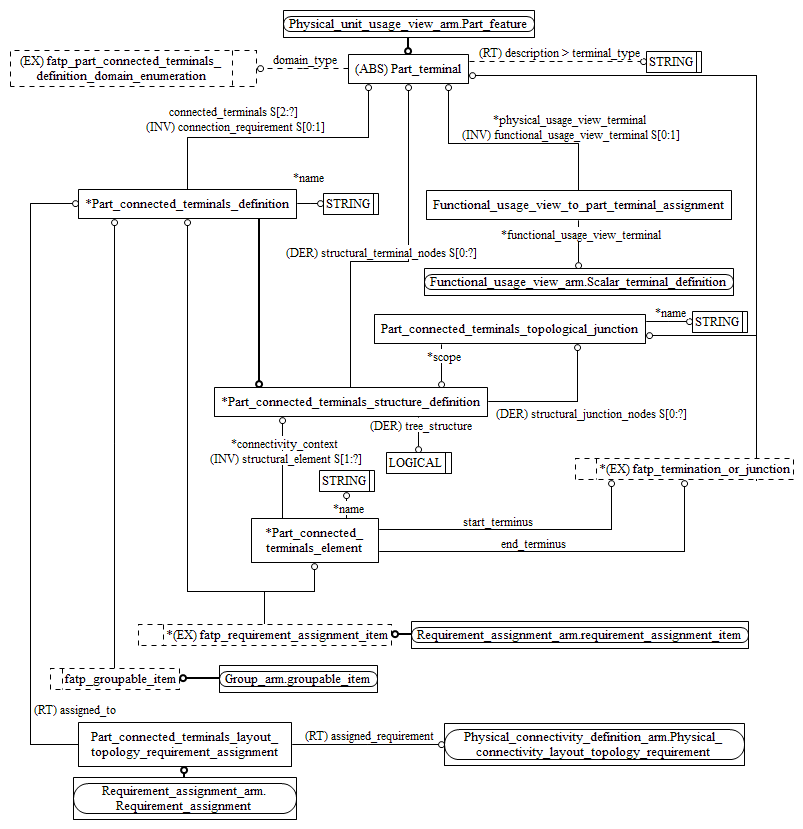 Physical_unit_usage_view_arm.Part_feature
(EX) fatp_part_connected_terminals_
definition_domain_enumeration
domain_type
(ABS) Part_terminal
(RT) description > terminal_type
STRING
connected_terminals S[2:?]
(INV) connection_requirement S[0:1]
*physical_usage_view_terminal
(INV) functional_usage_view_terminal S[0:1]
*name
*Part_connected_terminals_definition
STRING
Functional_usage_view_to_part_terminal_assignment
*functional_usage_view_terminal
(DER) structural_terminal_nodes S[0:?]
Functional_usage_view_arm.Scalar_terminal_definition
*name
Part_connected_terminals_topological_junction
STRING
*scope
*Part_connected_terminals_structure_definition
(DER) structural_junction_nodes S[0:?]
(DER) tree_structure
*connectivity_context
(INV) structural_element S[1:?]
LOGICAL
*(EX) fatp_termination_or_junction
STRING
*name
*Part_connected_
terminals_element
start_terminus
end_terminus
*(EX) fatp_requirement_assignment_item
Requirement_assignment_arm.requirement_assignment_item
fatp_groupable_item
Group_arm.groupable_item
(RT) assigned_to
Part_connected_terminals_layout_
topology_requirement_assignment
(RT) assigned_requirement
Physical_connectivity_definition_arm.Physical_
connectivity_layout_topology_requirement
Requirement_assignment_arm.
Requirement_assignment